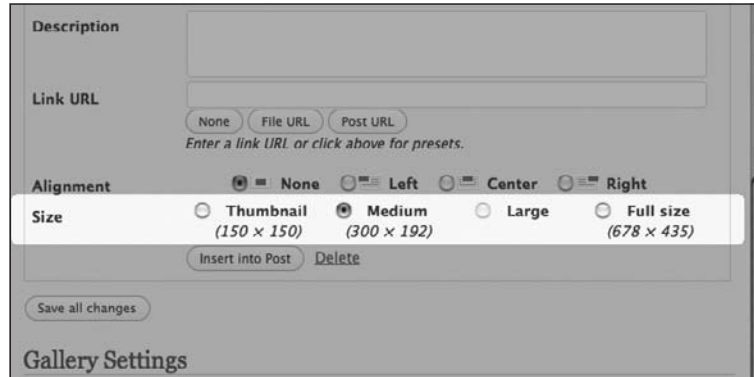 Description
Link URL
None File URL Post URL
Enter a link URL or click above for presets.
Alignment None Left Center Right
Size Thumbnail Medium Large Full size
(150 × 150) (300 × 192) (678 × 435)
Insert into Post Delete
Save all changes
Gallery Settings